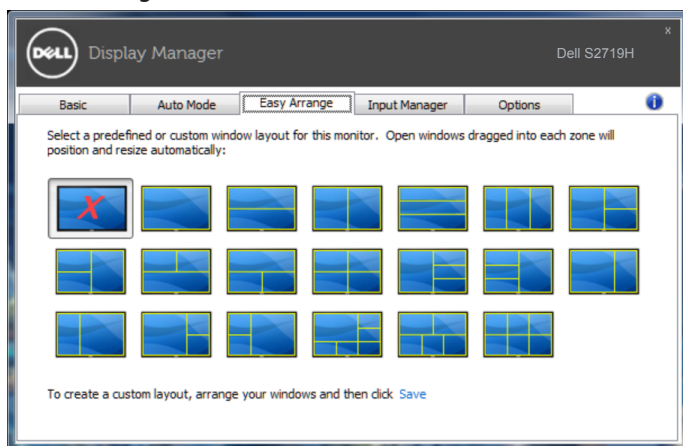 DELL Display Manager
x
Dell S2719H
Basic Auto Mode Easy Arrange Input Manager Options
Select a predefined or custom window layout for this monitor. Open windows dragged into each zone will
position and resize automatically:
X
To create a custom layout, arrange your windows and then click Save